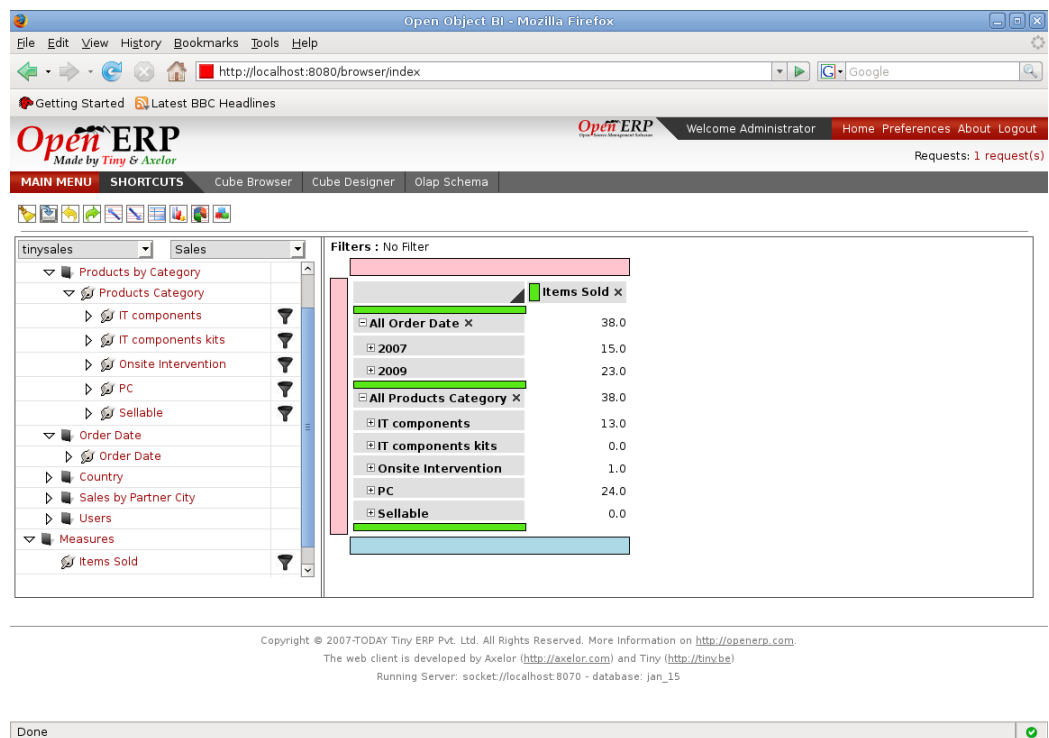 Open Object BI - Mozilla Firefox
File Edit View History Bookmarks Tools Help
http://localhost:8080/browser/index
G Google
Getting Started Latest BBC Headlines
Open ERP
Made by Tiny & Axelor
Open ERP
Welcome Administrator
Home Preferences About Logout
Requests: 1 request(s)
MAIN MENU SHORTCUTS Cube Browser Cube Designer Olap Schema
tinysales Sales
Products by Category
Products Category
IT components
IT components kits
Onsite Intervention
PC
Sellable
Order Date
Order Date
Country
Sales by Partner City
Users
Measures
Items Sold
Filters : No Filter
Items Sold ×
All Order Date × 38.0
2007 15.0
2009 23.0
All Products Category × 38.0
IT components 13.0
IT components kits 0.0
Onsite Intervention 1.0
PC 24.0
Sellable 0.0
Copyright © 2007-TODAY Tiny ERP Pvt. Ltd. All Rights Reserved. More Information on http://openerp.com.
The web client is developed by Axelor (http://axelor.com) and Tiny (http://tiny.be)
Running Server: socket://localhost:8070 - database: jan_15
Done